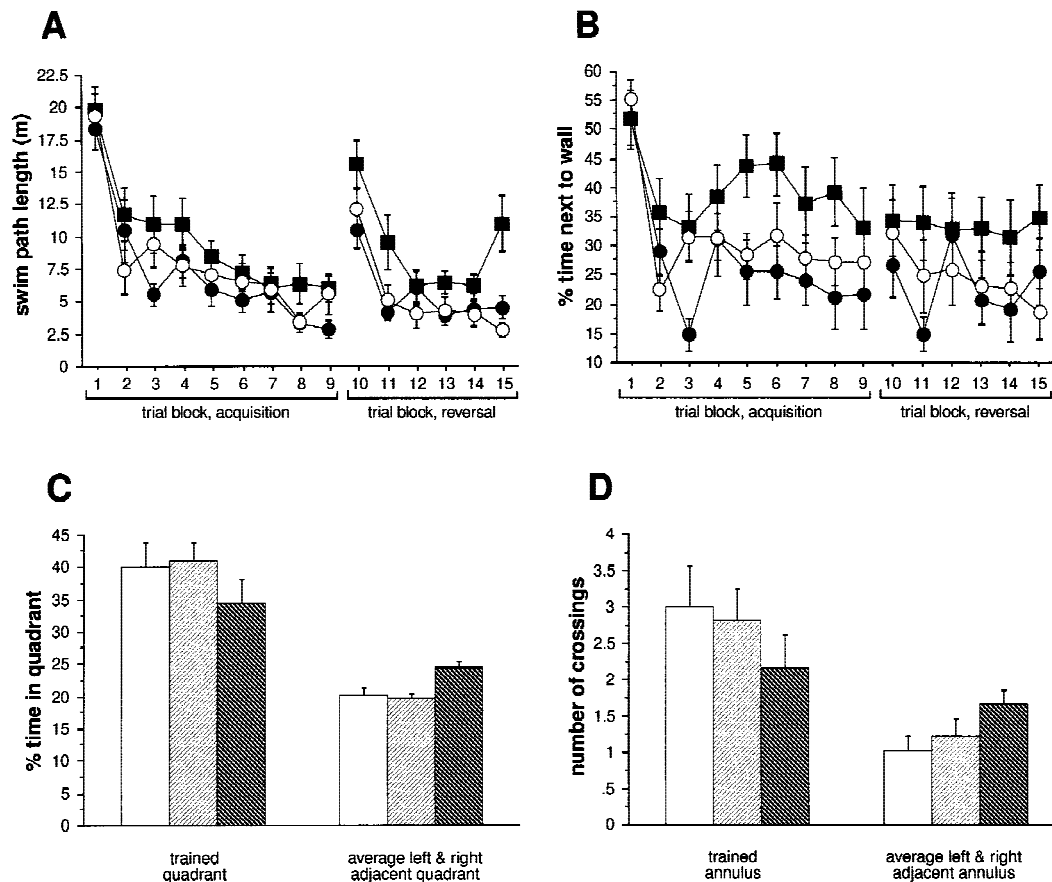 A
swim path length (m)
22.5
20
17.5
15
12.5
10
7.5
5
2.5
0
1 2 3 4 5 6 7 8 9 10 11 12 13 14 15
trial block, acquisition
trial block, reversal
B
% time next to wall
60
55
50
45
40
35
30
25
20
15
10
1 2 3 4 5 6 7 8 9 10 11 12 13 14 15
trial block, acquisition
trial block, reversal
C
% time in quadrant
45
40
35
30
25
20
15
10
5
0
trained
quadrant
average left & right
adjacent quadrant
D
number of crossings
4
3.5
3
2.5
2
1.5
1
.5
0
trained
annulus
average left & right
adjacent annulus